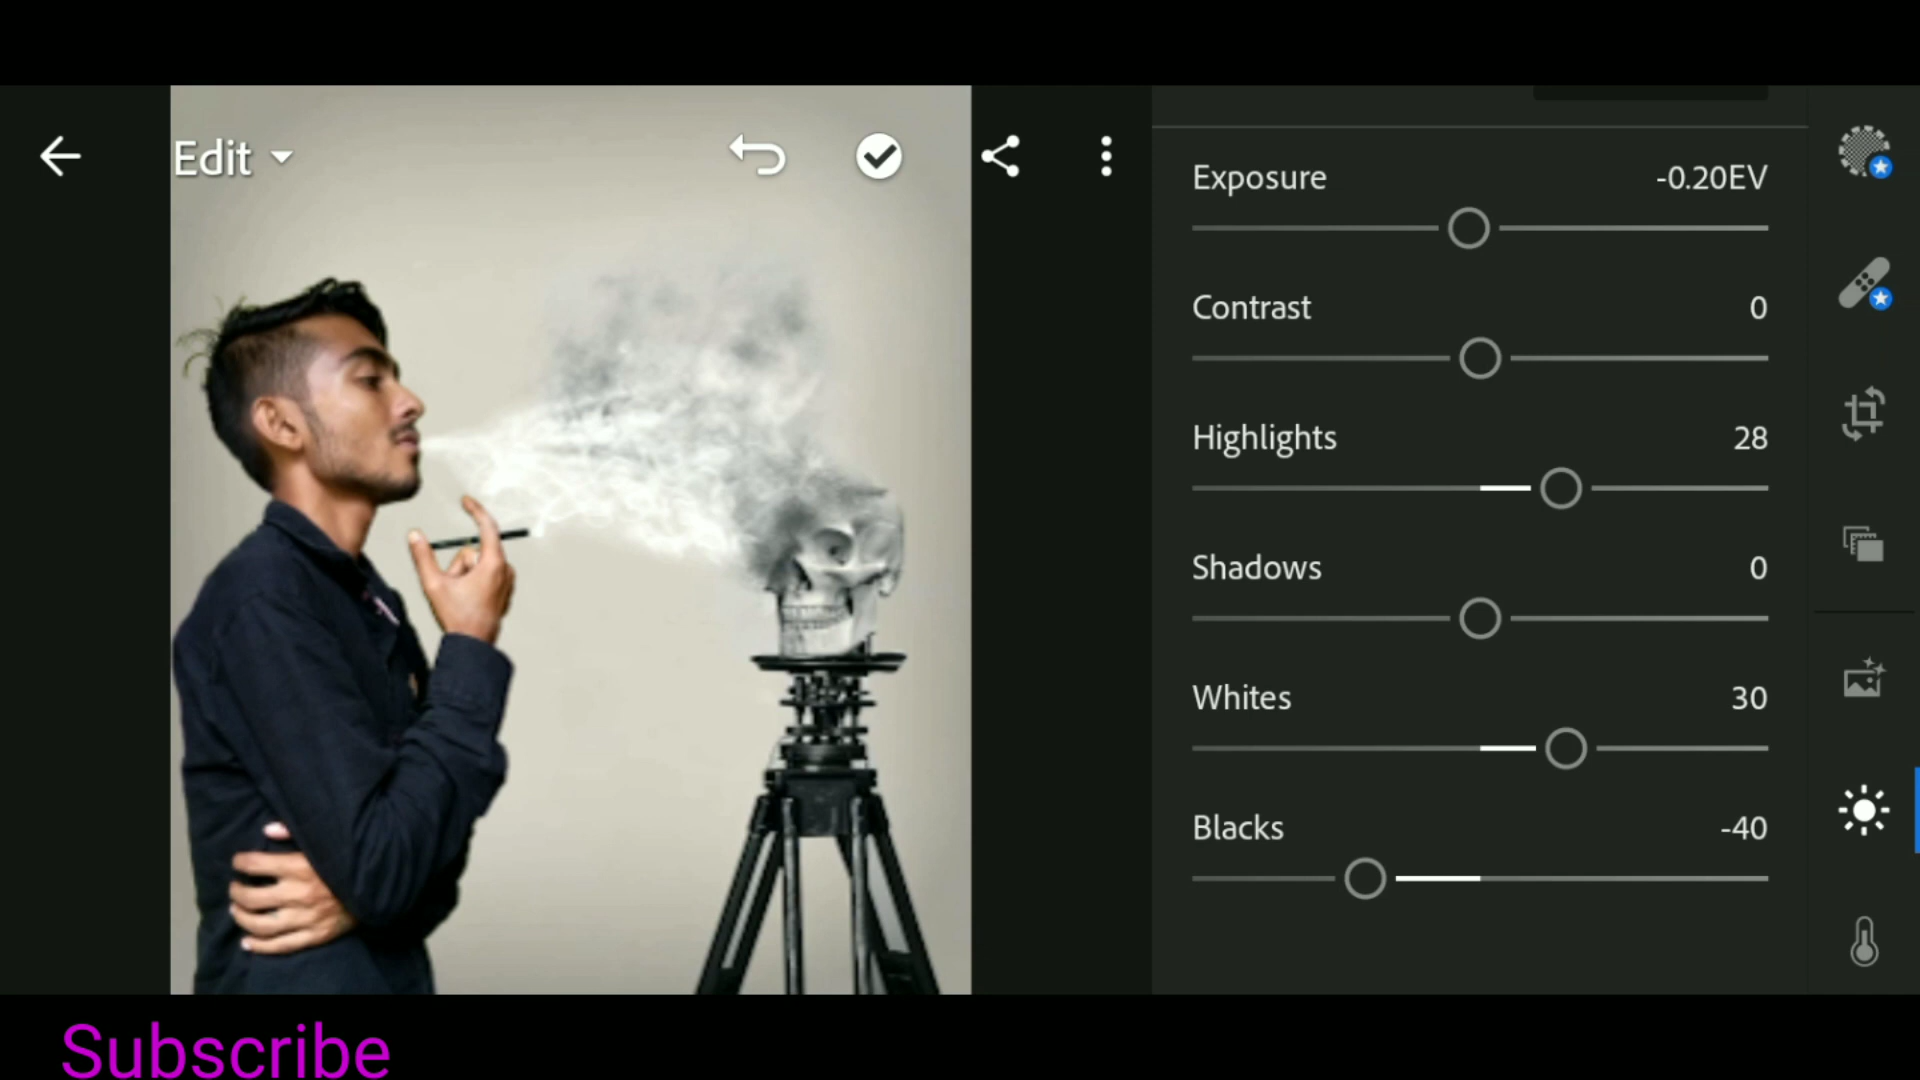 Edit
Exposure -0.20EV
Contrast 0
Highlights 28
Shadows 0
Whites 30
Blacks -40
Subscribe